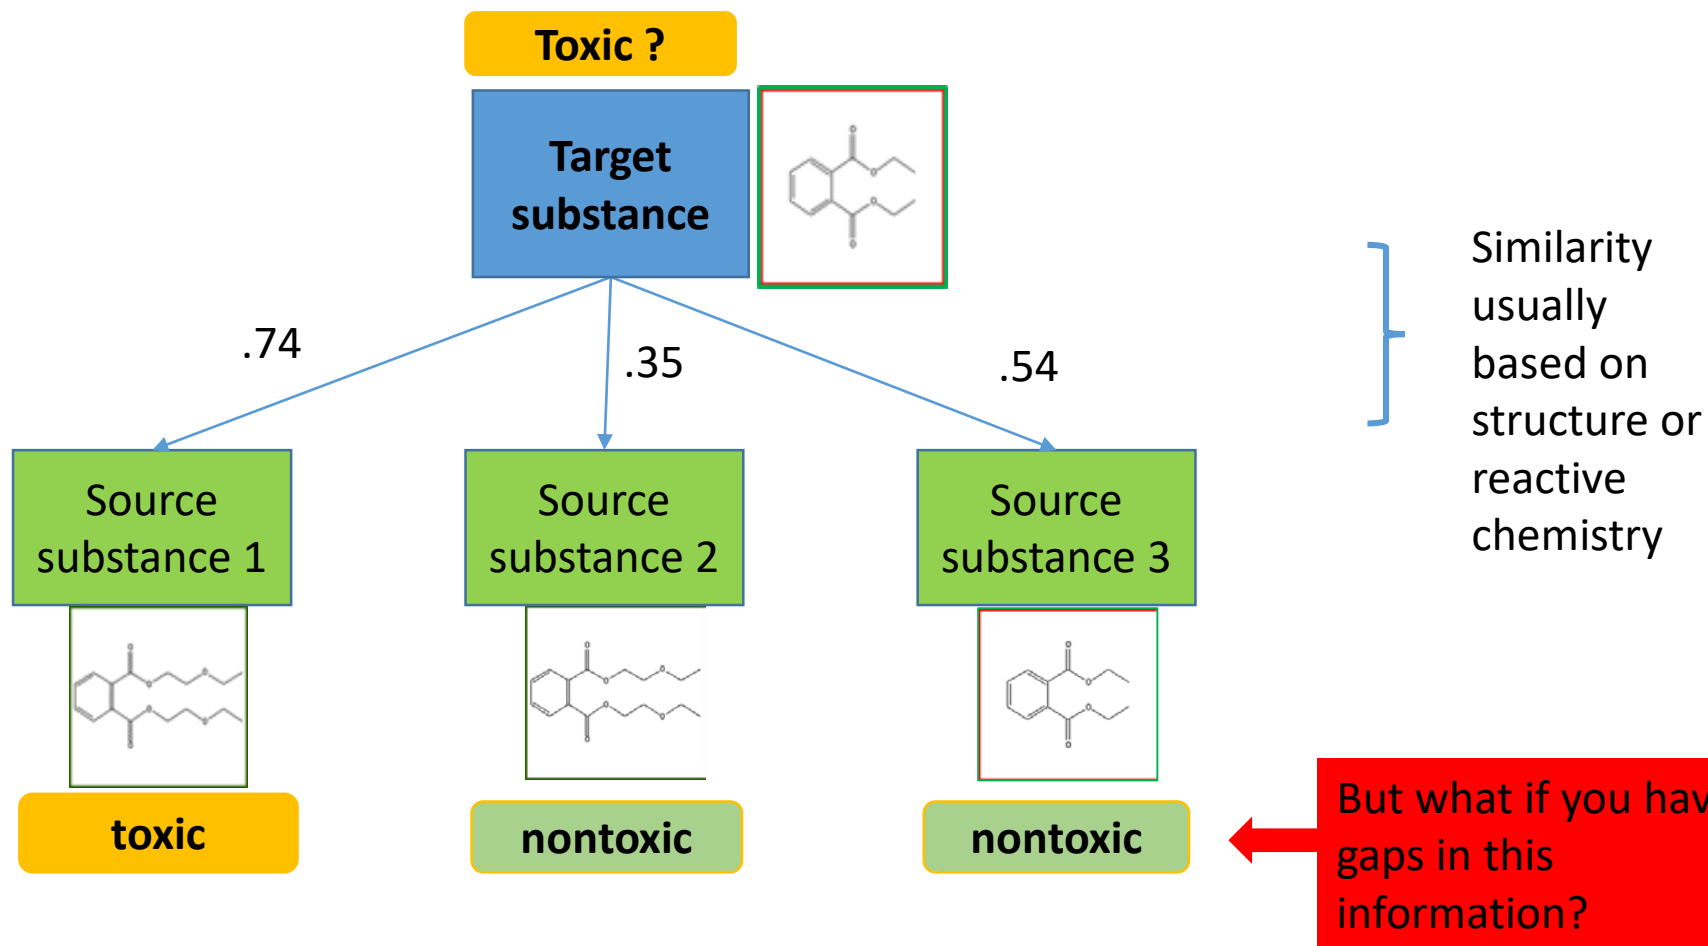 Toxic ?
Target
substance
.74
.35
.54
Similarity
usually
based on
structure or
reactive
chemistry
Source
substance 1
Source
substance 2
Source
substance 3
toxic
nontoxic
nontoxic
But what if you hav
gaps in this
information?